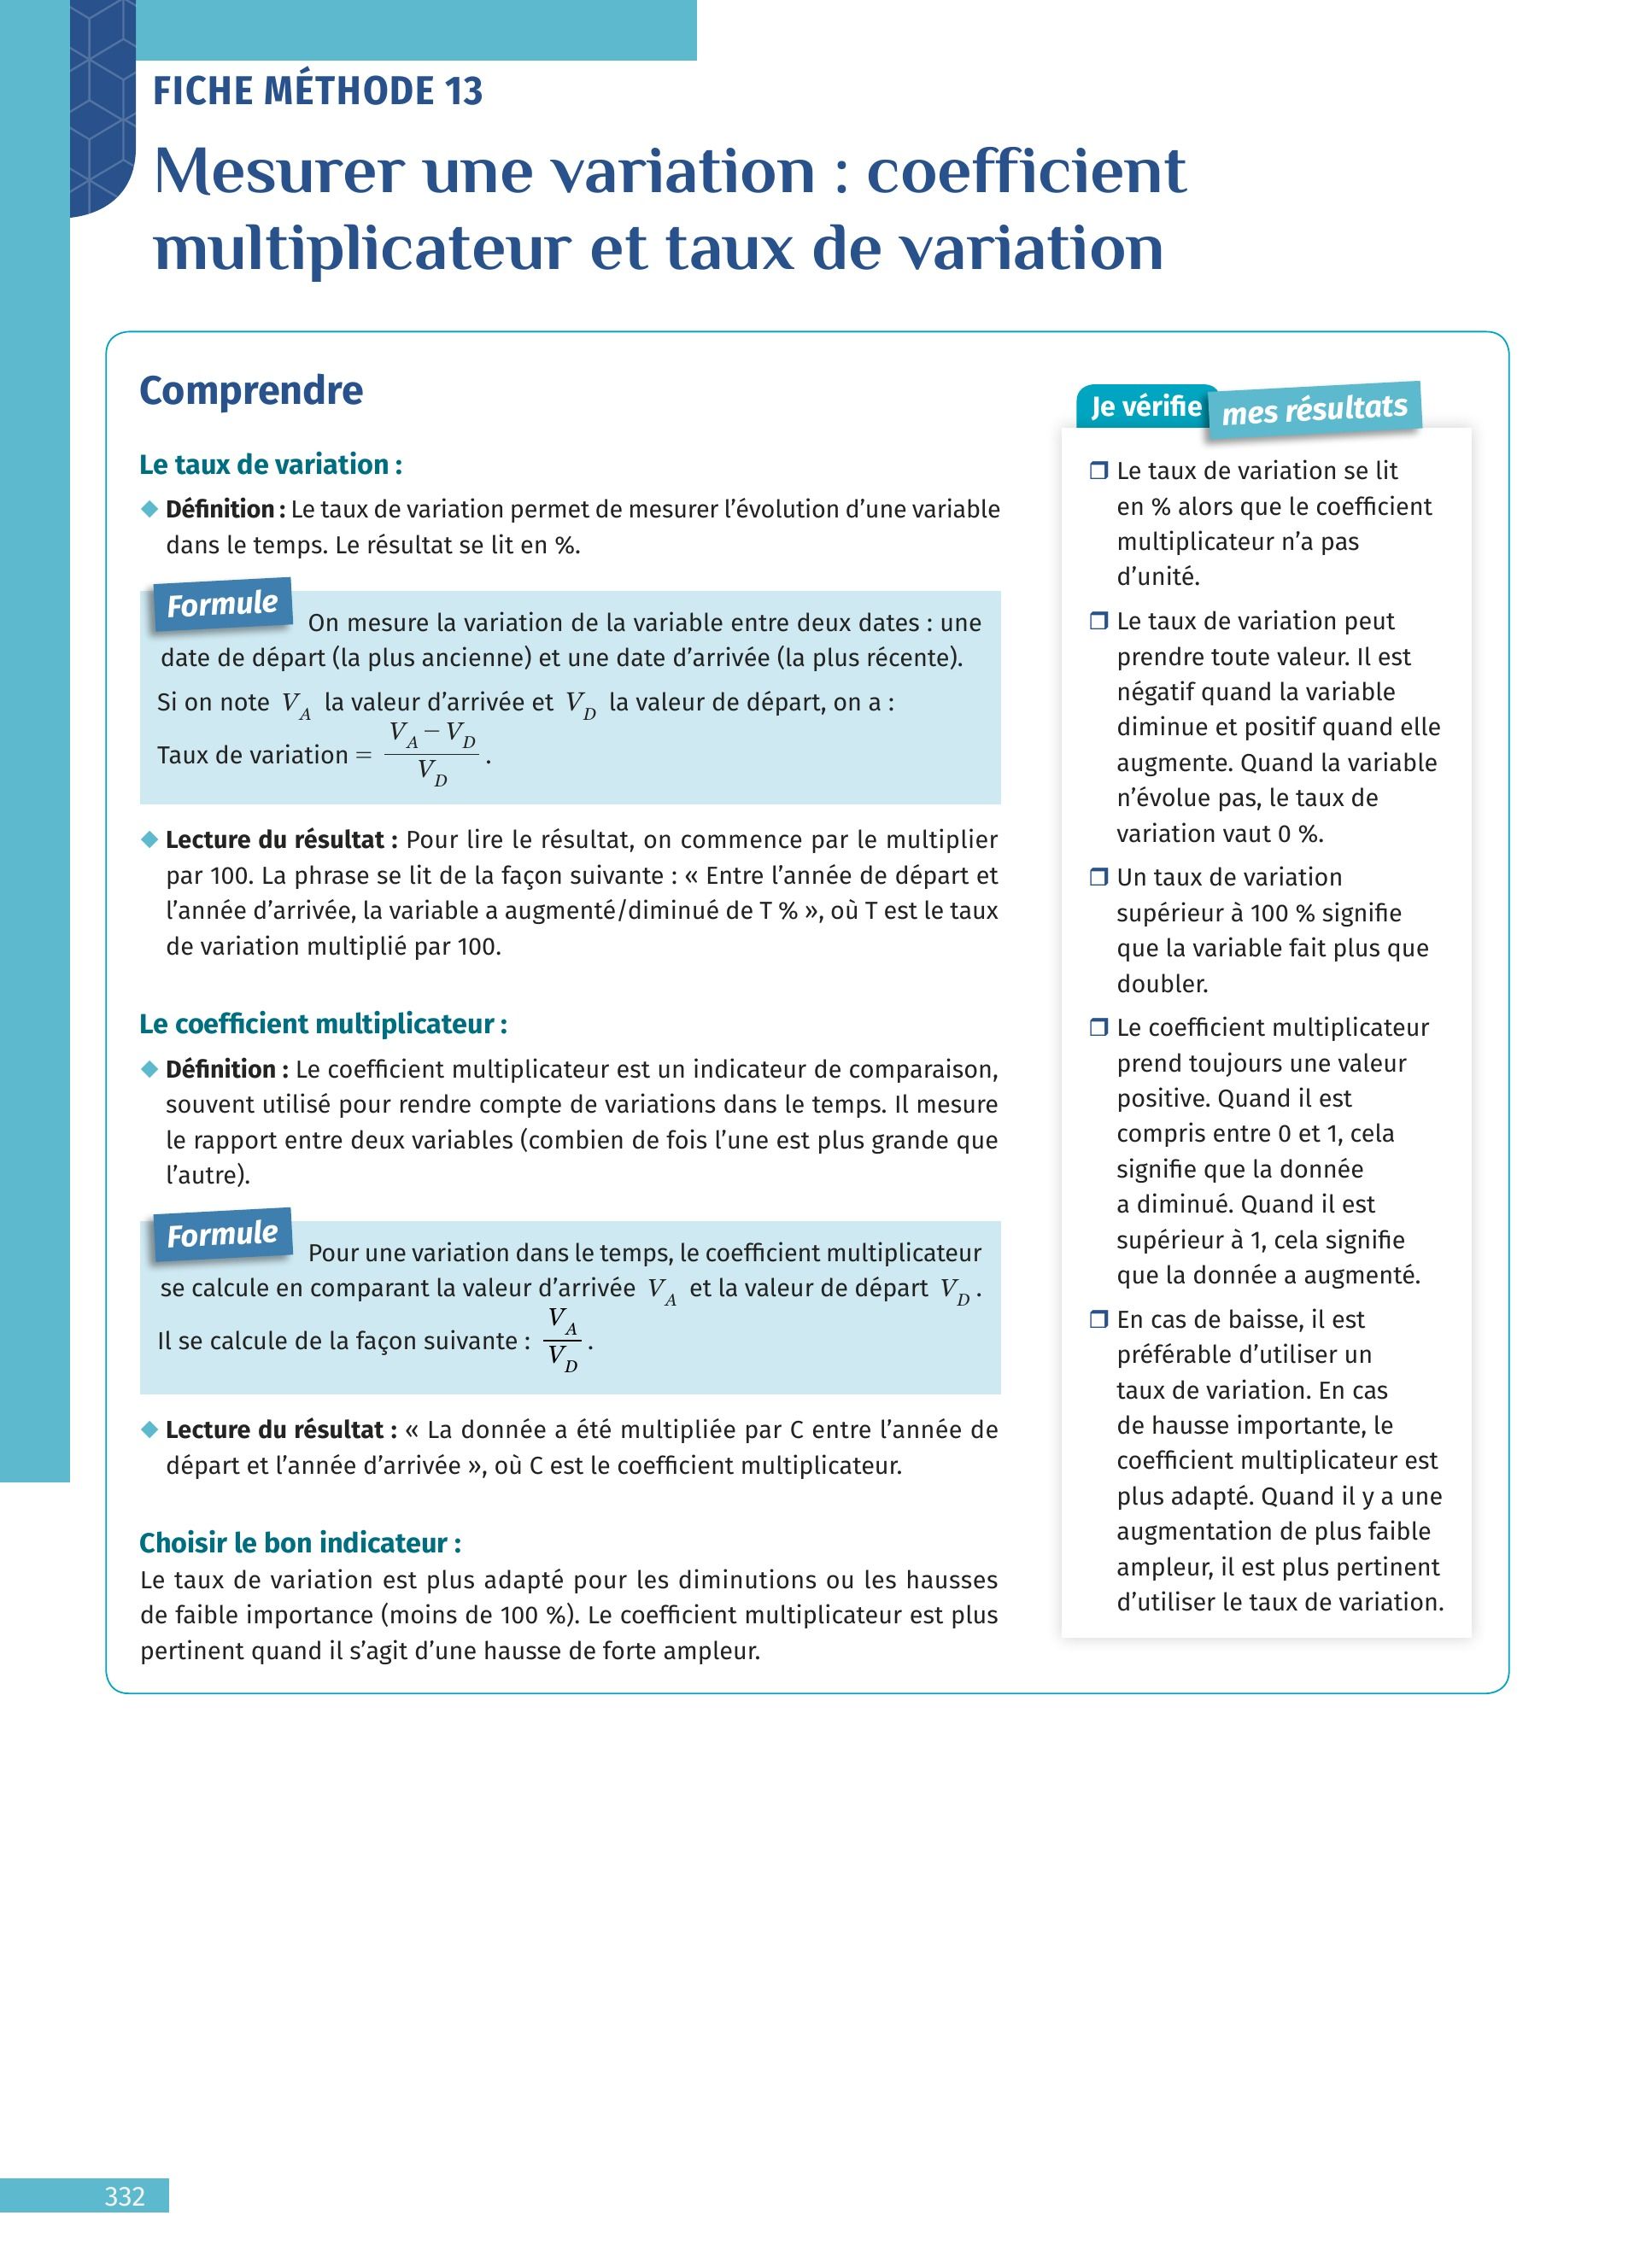 FICHE MÉTHODE 13
Mesurer une variation : coefficient
multiplicateur et taux de variation
Comprendre
Le taux de variation :
◆ Définition : Le taux de variation permet de mesurer l’évolution d’une variable
dans le temps. Le résultat se lit en %.
Formule
On mesure la variation de la variable entre deux dates : une
date de départ (la plus ancienne) et une date d’arrivée (la plus récente).
Si on note V_A la valeur d’arrivée et V_D la valeur de départ, on a :
Taux de variation = (V_A − V_D) / V_D .
◆ Lecture du résultat : Pour lire le résultat, on commence par le multiplier
par 100. La phrase se lit de la façon suivante : « Entre l’année de départ et
l’année d’arrivée, la variable a augmenté/diminué de T % », où T est le taux
de variation multiplié par 100.
Le coefficient multiplicateur :
◆ Définition : Le coefficient multiplicateur est un indicateur de comparaison,
souvent utilisé pour rendre compte de variations dans le temps. Il mesure
le rapport entre deux variables (combien de fois l’une est plus grande que
l’autre).
Formule
Pour une variation dans le temps, le coefficient multiplicateur
se calcule en comparant la valeur d’arrivée V_A et la valeur de départ V_D .
Il se calcule de la façon suivante : V_A / V_D .
◆ Lecture du résultat : « La donnée a été multipliée par C entre l’année de
départ et l’année d’arrivée », où C est le coefficient multiplicateur.
Choisir le bon indicateur :
Le taux de variation est plus adapté pour les diminutions ou les hausses
de faible importance (moins de 100 %). Le coefficient multiplicateur est plus
pertinent quand il s’agit d’une hausse de forte ampleur.
Je vérifie mes résultats
❒ Le taux de variation se lit
en % alors que le coefficient
multiplicateur n’a pas
d’unité.
❒ Le taux de variation peut
prendre toute valeur. Il est
négatif quand la variable
diminue et positif quand elle
augmente. Quand la variable
n’évolue pas, le taux de
variation vaut 0 %.
❒ Un taux de variation
supérieur à 100 % signifie
que la variable fait plus que
doubler.
❒ Le coefficient multiplicateur
prend toujours une valeur
positive. Quand il est
compris entre 0 et 1, cela
signifie que la donnée
a diminué. Quand il est
supérieur à 1, cela signifie
que la donnée a augmenté.
❒ En cas de baisse, il est
préférable d’utiliser un
taux de variation. En cas
de hausse importante, le
coefficient multiplicateur est
plus adapté. Quand il y a une
augmentation de plus faible
ampleur, il est plus pertinent
d’utiliser le taux de variation.
332